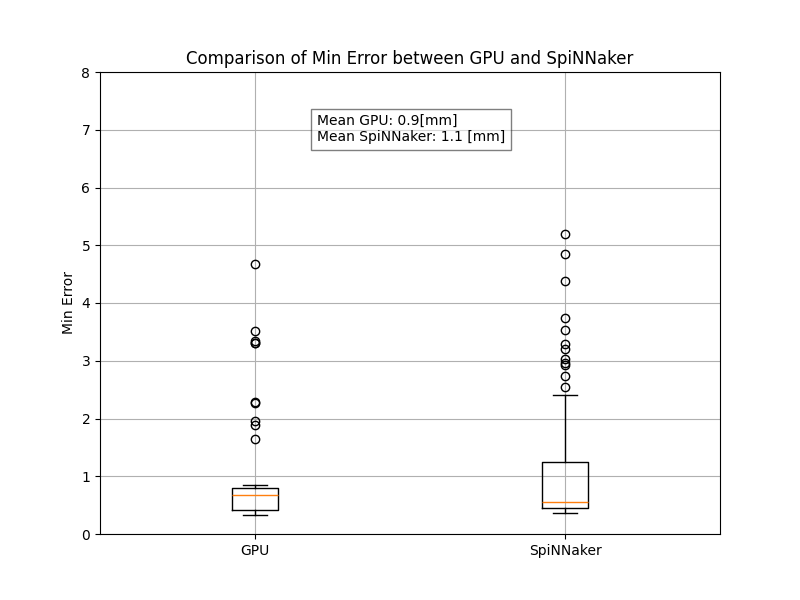 Comparison of Min Error between GPU and SpiNNaker
8
7
6
5
4
3
2
1
0
Min Error
Mean GPU: 0.9[mm]
Mean SpiNNaker: 1.1 [mm]
GPU
SpiNNaker